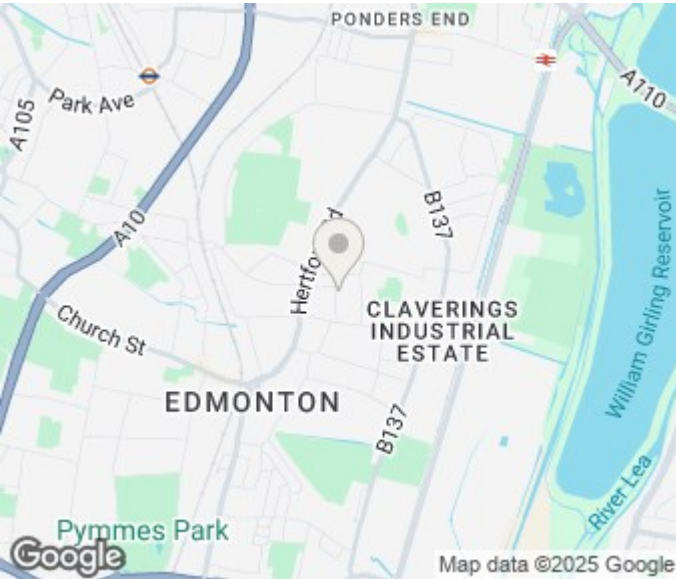 PONDERS END
Park Ave
A110
A105
B137
A10
Hertfo
d
William Girling Reservoir
CLAVERINGS
INDUSTRIAL
ESTATE
Church St
EDMONTON
B137
River Lea
Pymmes Park
Google
Map data ©2025 Google